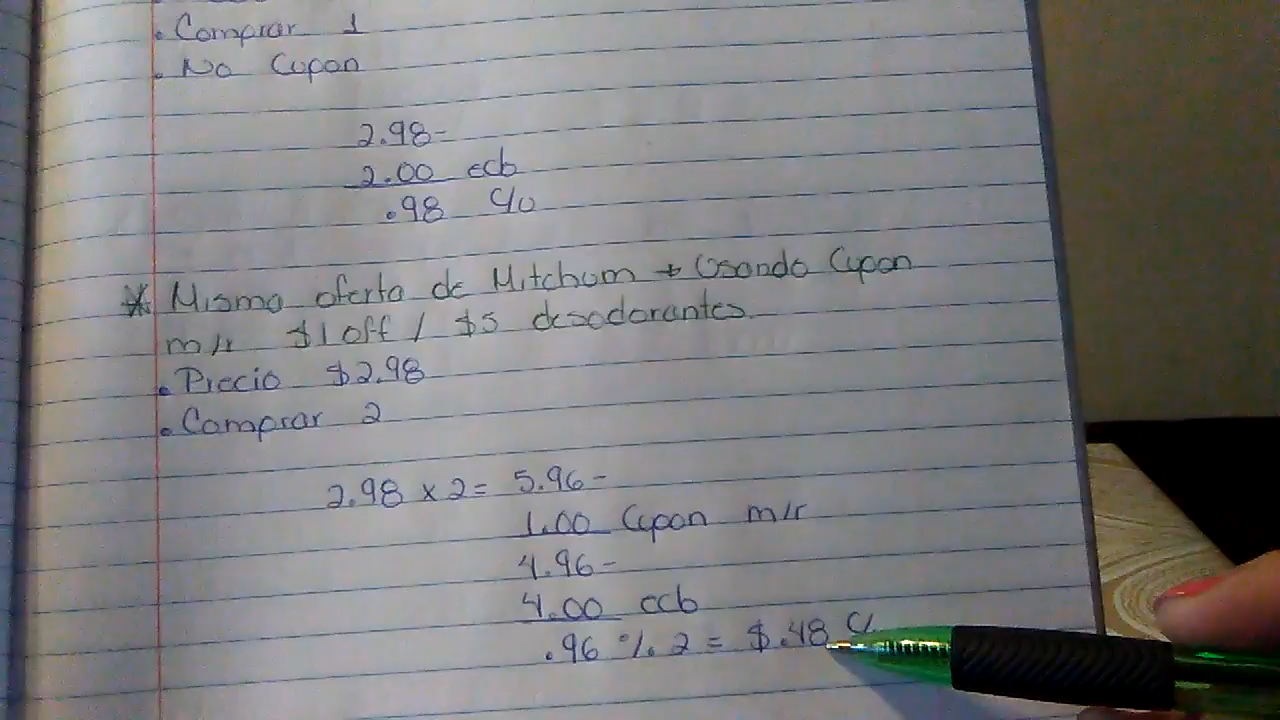 . Comprar 1
. No Cupon
2.98-
2.00 ecb
.98 c/u
* Misma oferta de Mitchum + Usando Cupon
m/r $1 off / $5 desodorantes
. Precio $2.98
. Comprar 2
2.98 x 2 = 5.96-
1.00 Cupon m/r
4.96-
4.00 ecb
.96 % 2 = $.48 c/